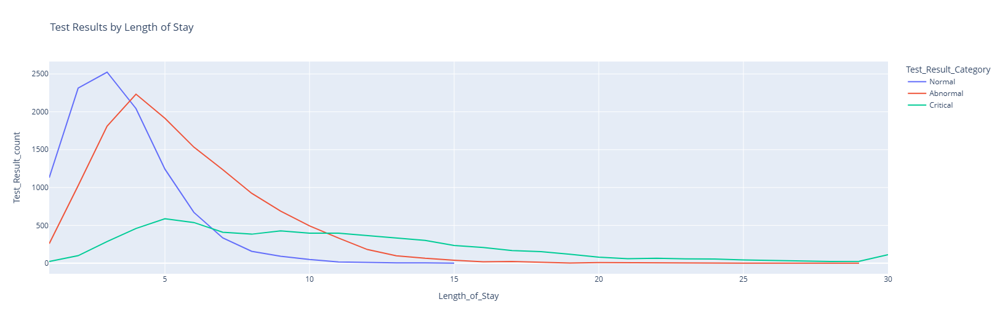 Test Results by Length of Stay
Test_Result_Category
Normal
Abnormal
Critical
Test_Result_count
2500
2000
1500
1000
500
0
5
10
15
20
25
30
Length_of_Stay